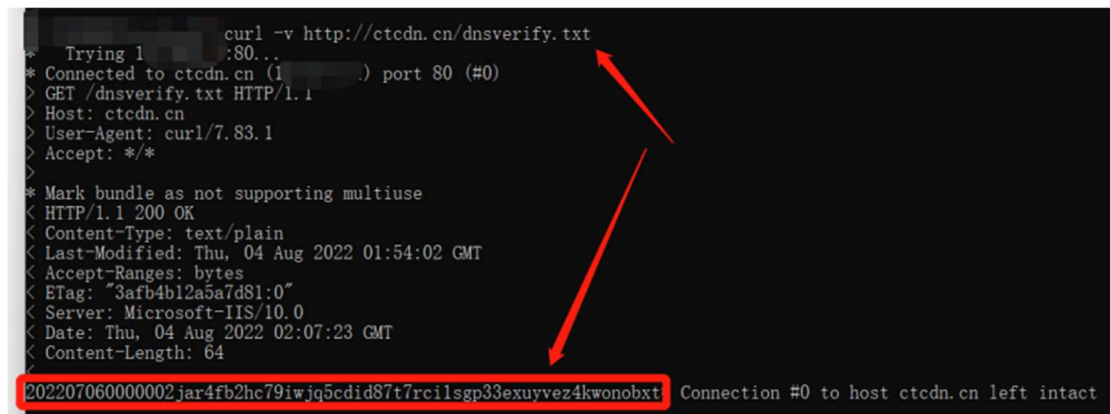 curl -v http://ctcdn.cn/dnsverify.txt
* Trying 1 :80...
* Connected to ctcdn.cn (1 ) port 80 (#0)
> GET /dnsverify.txt HTTP/1.1
> Host: ctcdn.cn
> User-Agent: curl/7.83.1
> Accept: */*
>
* Mark bundle as not supporting multiuse
< HTTP/1.1 200 OK
< Content-Type: text/plain
< Last-Modified: Thu, 04 Aug 2022 01:54:02 GMT
< Accept-Ranges: bytes
< ETag: "3afb4b12a5a7d81:0"
< Server: Microsoft-IIS/10.0
< Date: Thu, 04 Aug 2022 02:07:23 GMT
< Content-Length: 64
<
202207060000002jar4fb2hc79iwjq5cdid87t7rcilsgp33exuyvez4kwonobxt* Connection #0 to host ctcdn.cn left intact